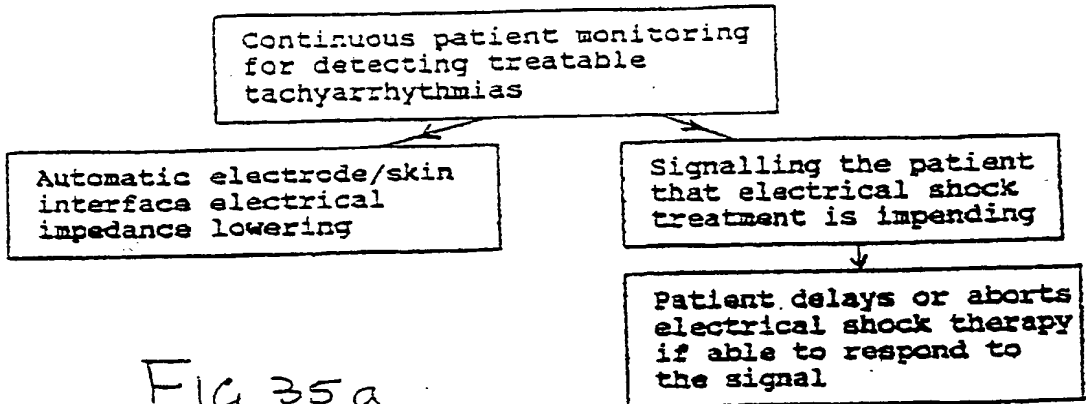 Continuous patient monitoring
for detecting treatable
tachyarrhythmias
Automatic electrode/skin
interface electrical
impedance lowering
Signalling the patient
that electrical shock
treatment is impending
Patient delays or aborts
electrical shock therapy
if able to respond to
the signal
FIG 35a